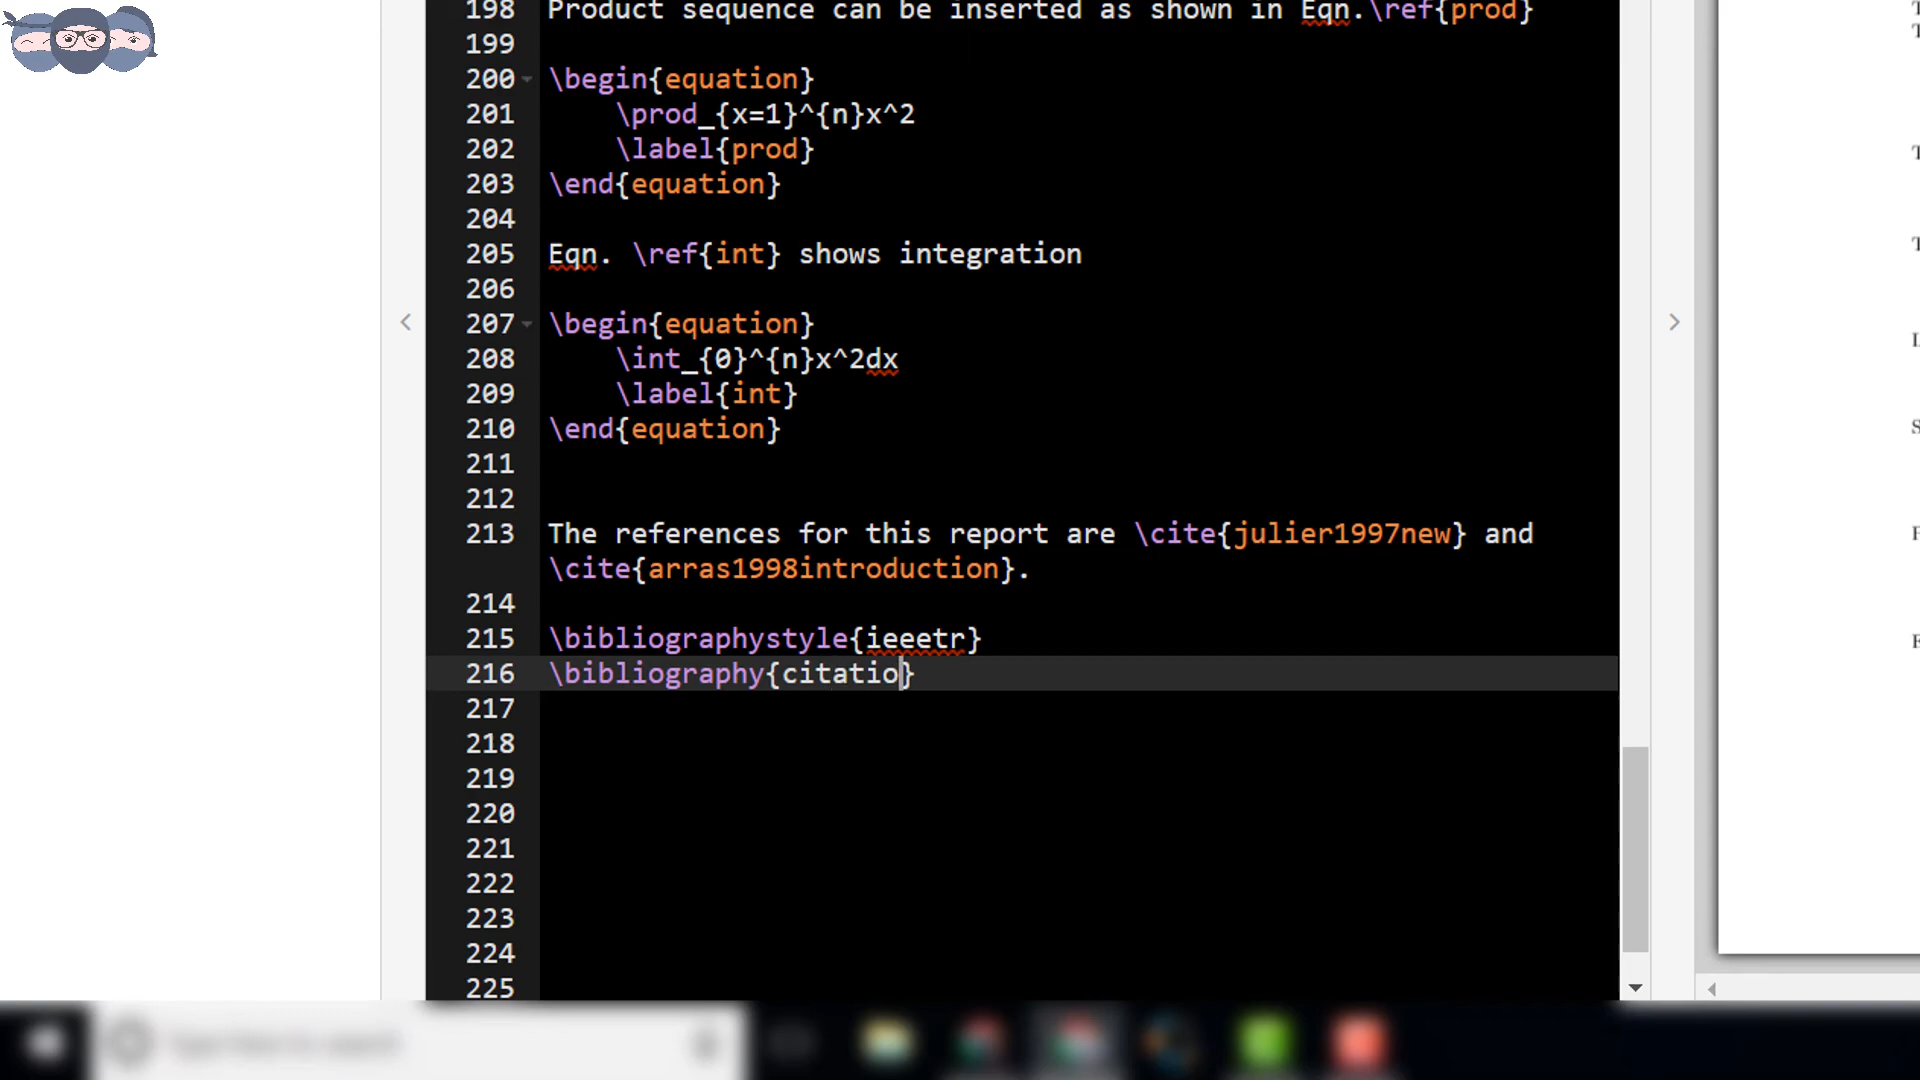 198 Product sequence can be inserted as shown in Eqn.\ref{prod}
199
200 \begin{equation}
201 \prod_{x=1}^{n}x^2
202 \label{prod}
203 \end{equation}
204
205 Eqn. \ref{int} shows integration
206
207 \begin{equation}
208 \int_{0}^{n}x^2dx
209 \label{int}
210 \end{equation}
211
212
213 The references for this report are \cite{julier1997new} and
\cite{arras1998introduction}.
214
215 \bibliographystyle{ieeetr}
216 \bibliography{citatio}
217
218
219
220
221
222
223
224
225